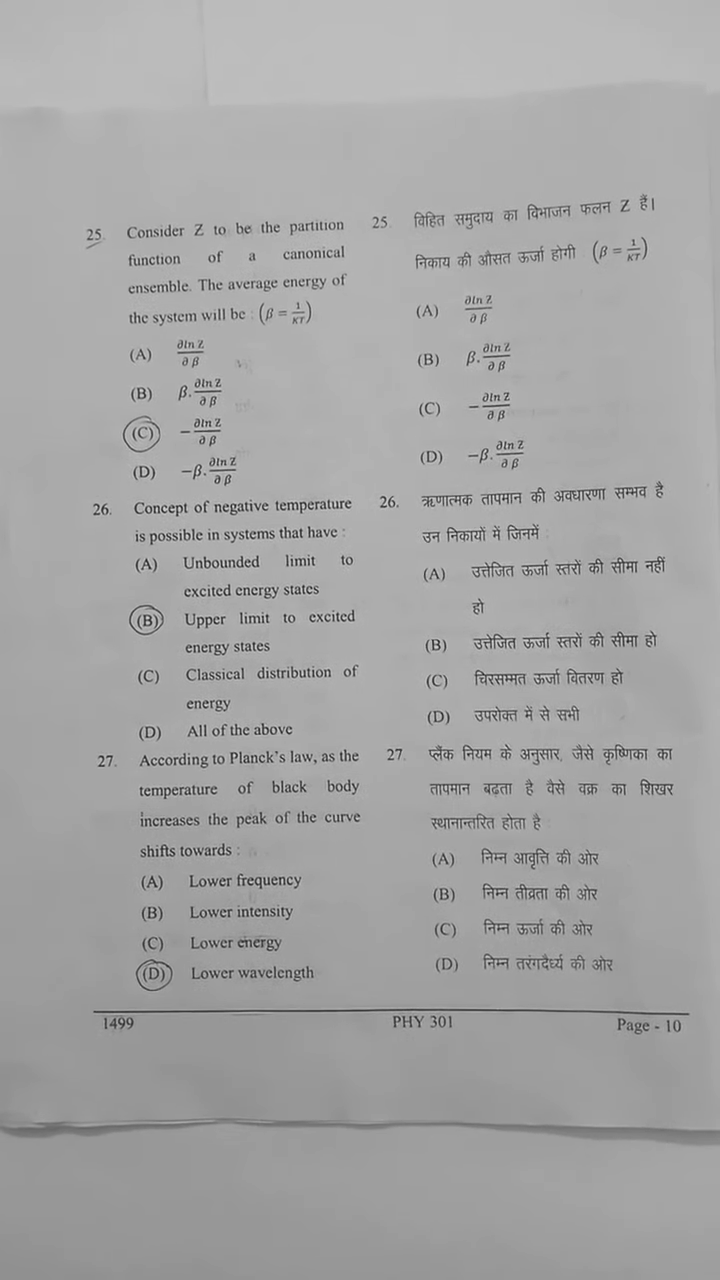 25. Consider Z to be the partition
function of a canonical
ensemble. The average energy of
the system will be : (β = 1/KT)
(A) ∂ln Z/∂ β
(B) β.∂ln Z/∂ β
(C) −∂ln Z/∂ β
(D) −β.∂ln Z/∂ β
26. Concept of negative temperature
is possible in systems that have :
(A) Unbounded limit to
excited energy states
(B) Upper limit to excited
energy states
(C) Classical distribution of
energy
(D) All of the above
27. According to Planck's law, as the
temperature of black body
increases the peak of the curve
shifts towards :
(A) Lower frequency
(B) Lower intensity
(C) Lower energy
(D) Lower wavelength
25. विहित समुदाय का विभाजन फलन Z हैं।
निकाय की औसत ऊर्जा होगी (β = 1/KT)
(A) ∂ln Z/∂ β
(B) β.∂ln Z/∂ β
(C) −∂ln Z/∂ β
(D) −β.∂ln Z/∂ β
26. ऋणात्मक तापमान की अवधारणा सम्भव है
उन निकायों में जिनमें :
(A) उत्तेजित ऊर्जा स्तरों की सीमा नहीं
हो
(B) उत्तेजित ऊर्जा स्तरों की सीमा हो
(C) चिरसम्मत ऊर्जा वितरण हो
(D) उपरोक्त में से सभी
27. प्लैंक नियम के अनुसार, जैसे कृष्णिका का
तापमान बढ़ता है वैसे वक्र का शिखर
स्थानान्तरित होता है :
(A) निम्न आवृत्ति की ओर
(B) निम्न तीव्रता की ओर
(C) निम्न ऊर्जा की ओर
(D) निम्न तरंगदैर्ध्य की ओर
1499 PHY 301 Page - 10